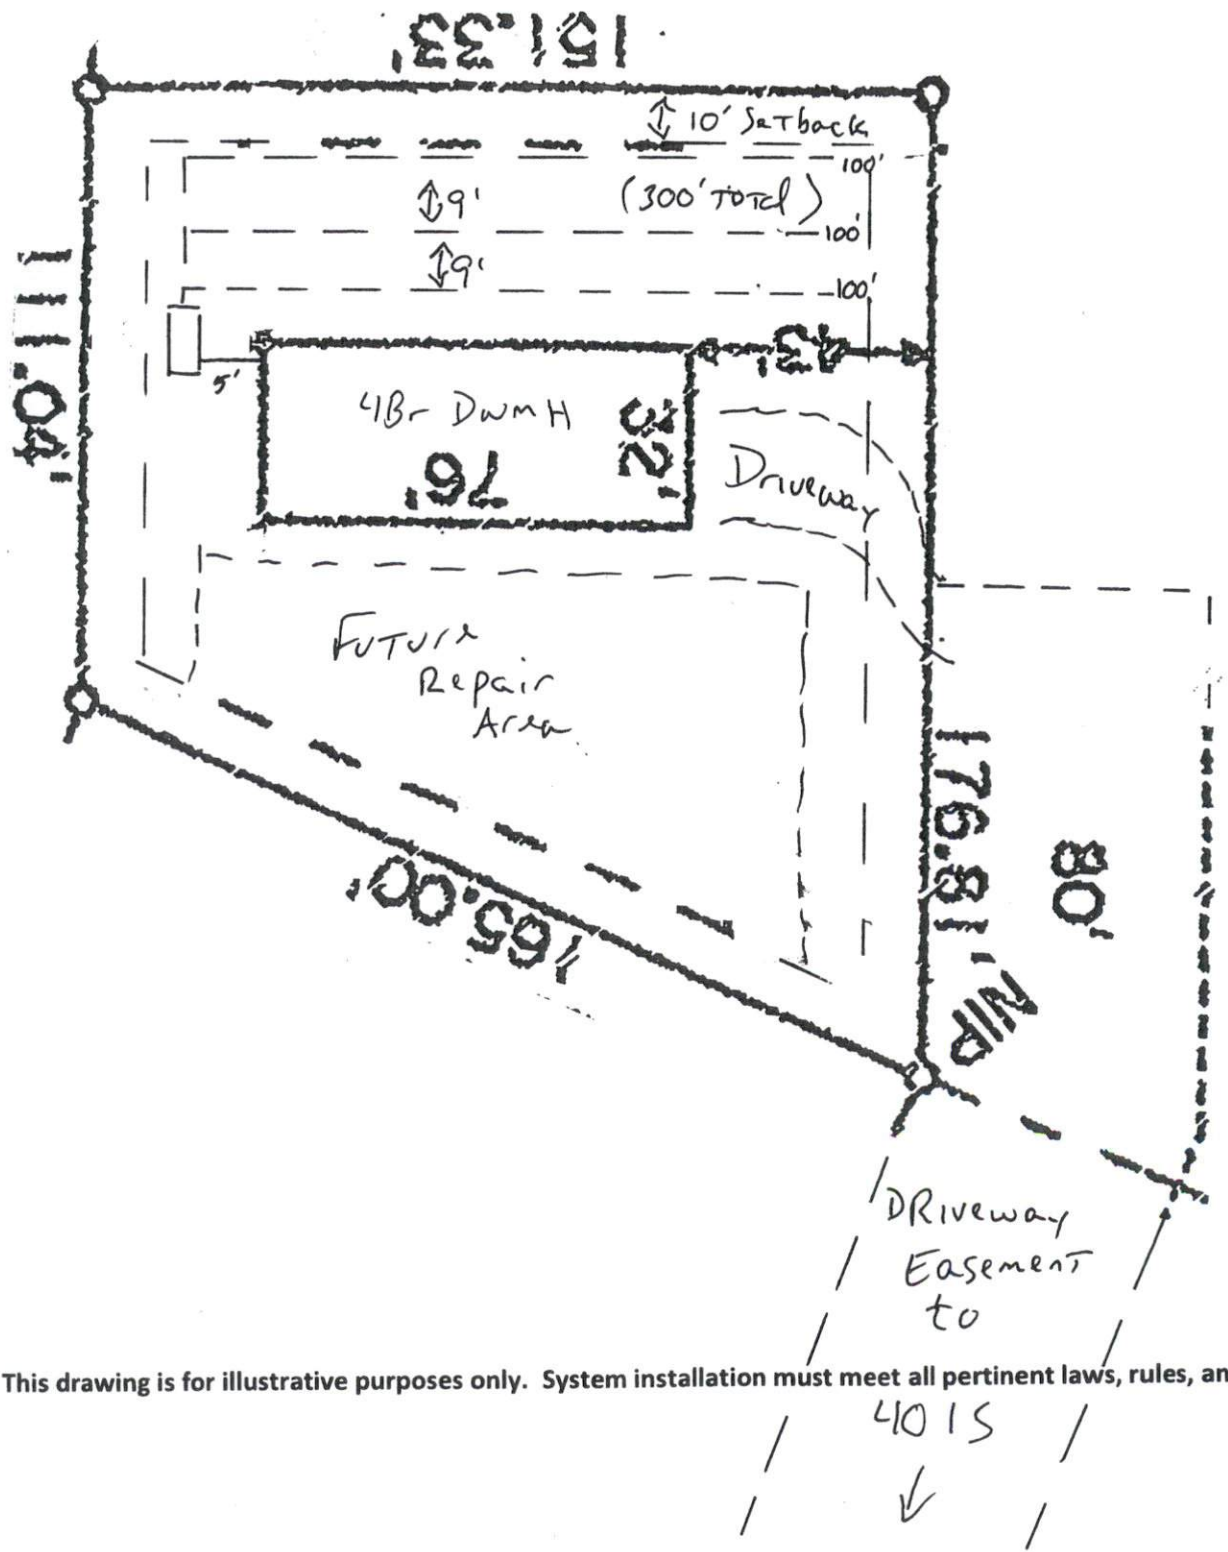 151.33'
10' Setback
100'
9'
(300' Total)
100'
9'
100'
43'
5'
111.04'
4Br DWMH
32'
76'
Driveway
Future
Repair
Area
176.81'
80'
165.00'
NIP
DRiveway
Easement
to
This drawing is for illustrative purposes only. System installation must meet all pertinent laws, rules, an
401S